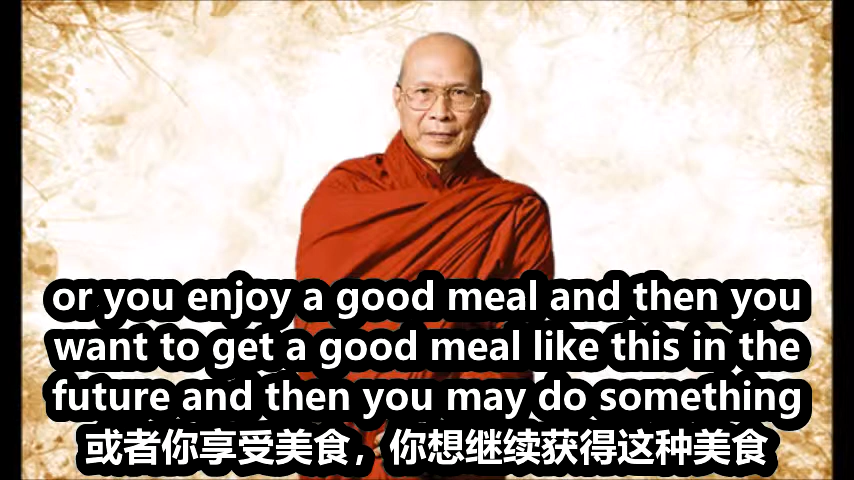 or you enjoy a good meal and then you
want to get a good meal like this in the
future and then you may do something
或者你享受美食，你想继续获得这种美食